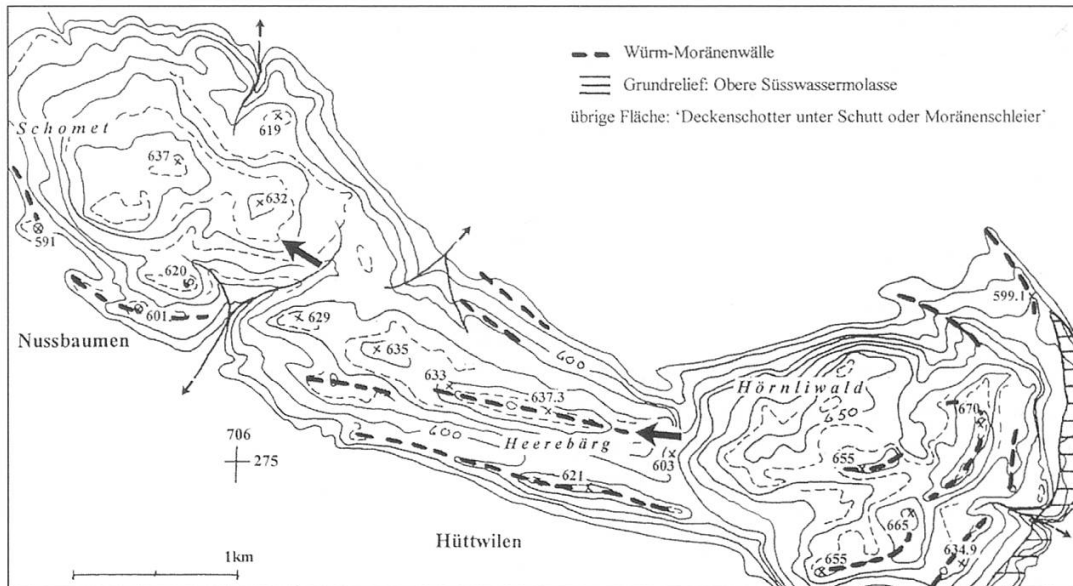 Würm-Moränenwälle
Grundrelief: Obere Süsswassermolasse
übrige Fläche: 'Deckenschotter unter Schutt oder Moränenschleier'
Schomet
619
637
632
591
620
601
Nussbaumen
629
635
633
637.3
600
600
Heerebärg
603
621
706
275
Hüttwilen
1km
599.1
Hörnliwald
650
670
655
665
655
634.9